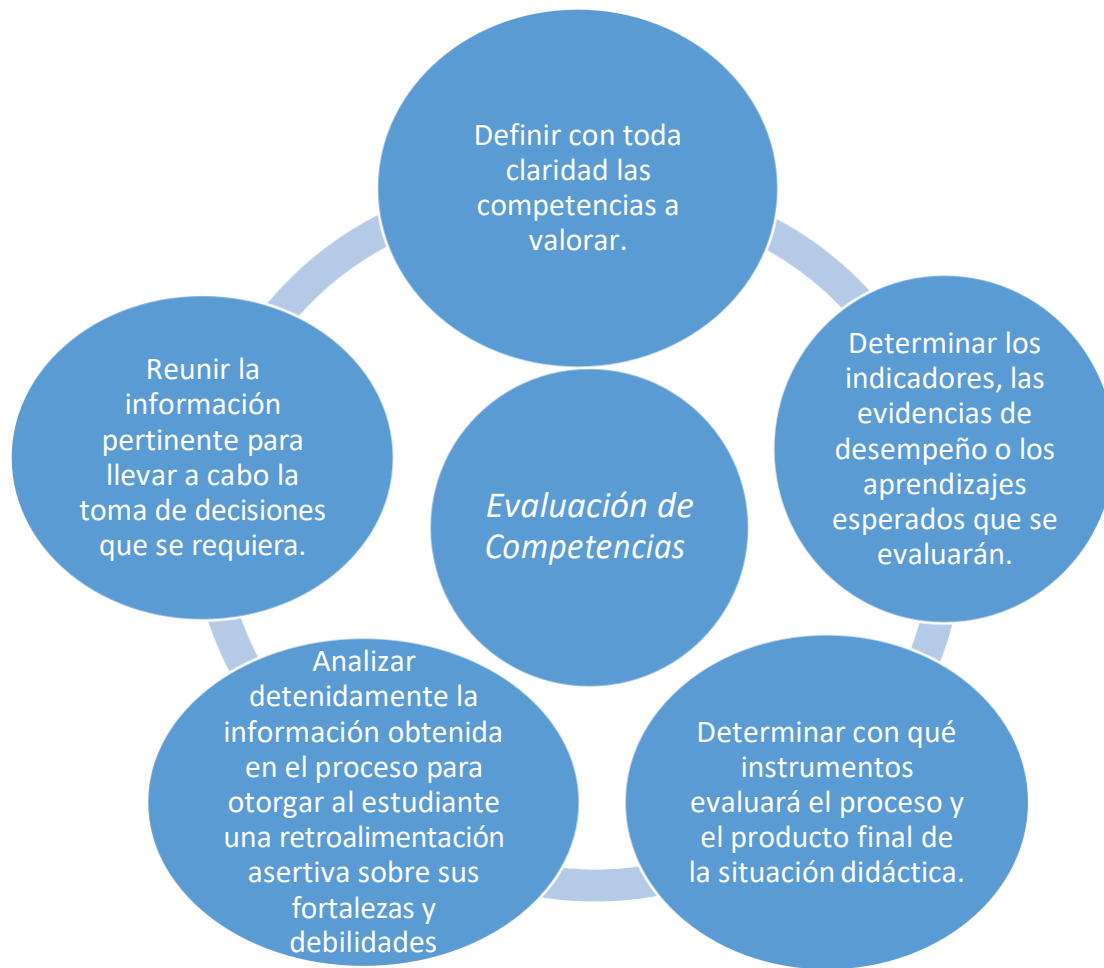 Definir con toda
claridad las
competencias a
valorar.
Determinar los
indicadores, las
evidencias de
desempeño o los
aprendizajes
esperados que se
evaluarán.
Determinar con qué
instrumentos
evaluará el proceso y
el producto final de
la situación didáctica.
Analizar
detenidamente la
información obtenida
en el proceso para
otorgar al estudiante
una retroalimentación
asertiva sobre sus
fortalezas y
debilidades
Reunir la
información
pertinente para
llevar a cabo la
toma de decisiones
que se requiera.
Evaluación de
Competencias